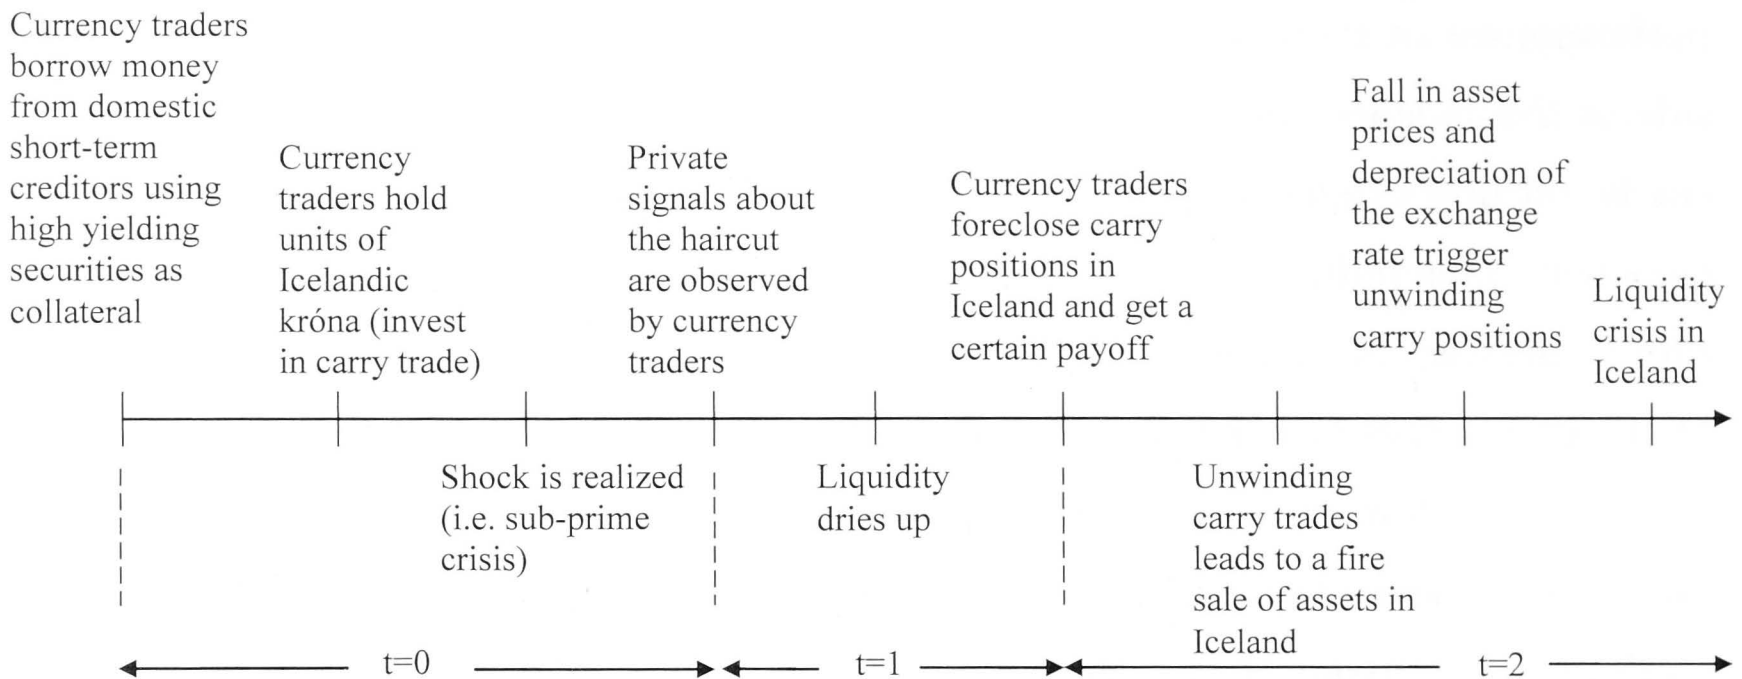 Currency traders
borrow money
from domestic
short-term
creditors using
high yielding
securities as
collateral
Currency
traders hold
units of
Icelandic
króna (invest
in carry trade)
Private
signals about
the haircut
are observed
by currency
traders
Currency traders
foreclose carry
positions in
Iceland and get a
certain payoff
Fall in asset
prices and
depreciation of
the exchange
rate trigger
unwinding
carry positions
Liquidity
crisis in
Iceland
Shock is realized
(i.e. sub-prime
crisis)
Liquidity
dries up
Unwinding
carry trades
leads to a fire
sale of assets in
Iceland
t=0
t=1
t=2